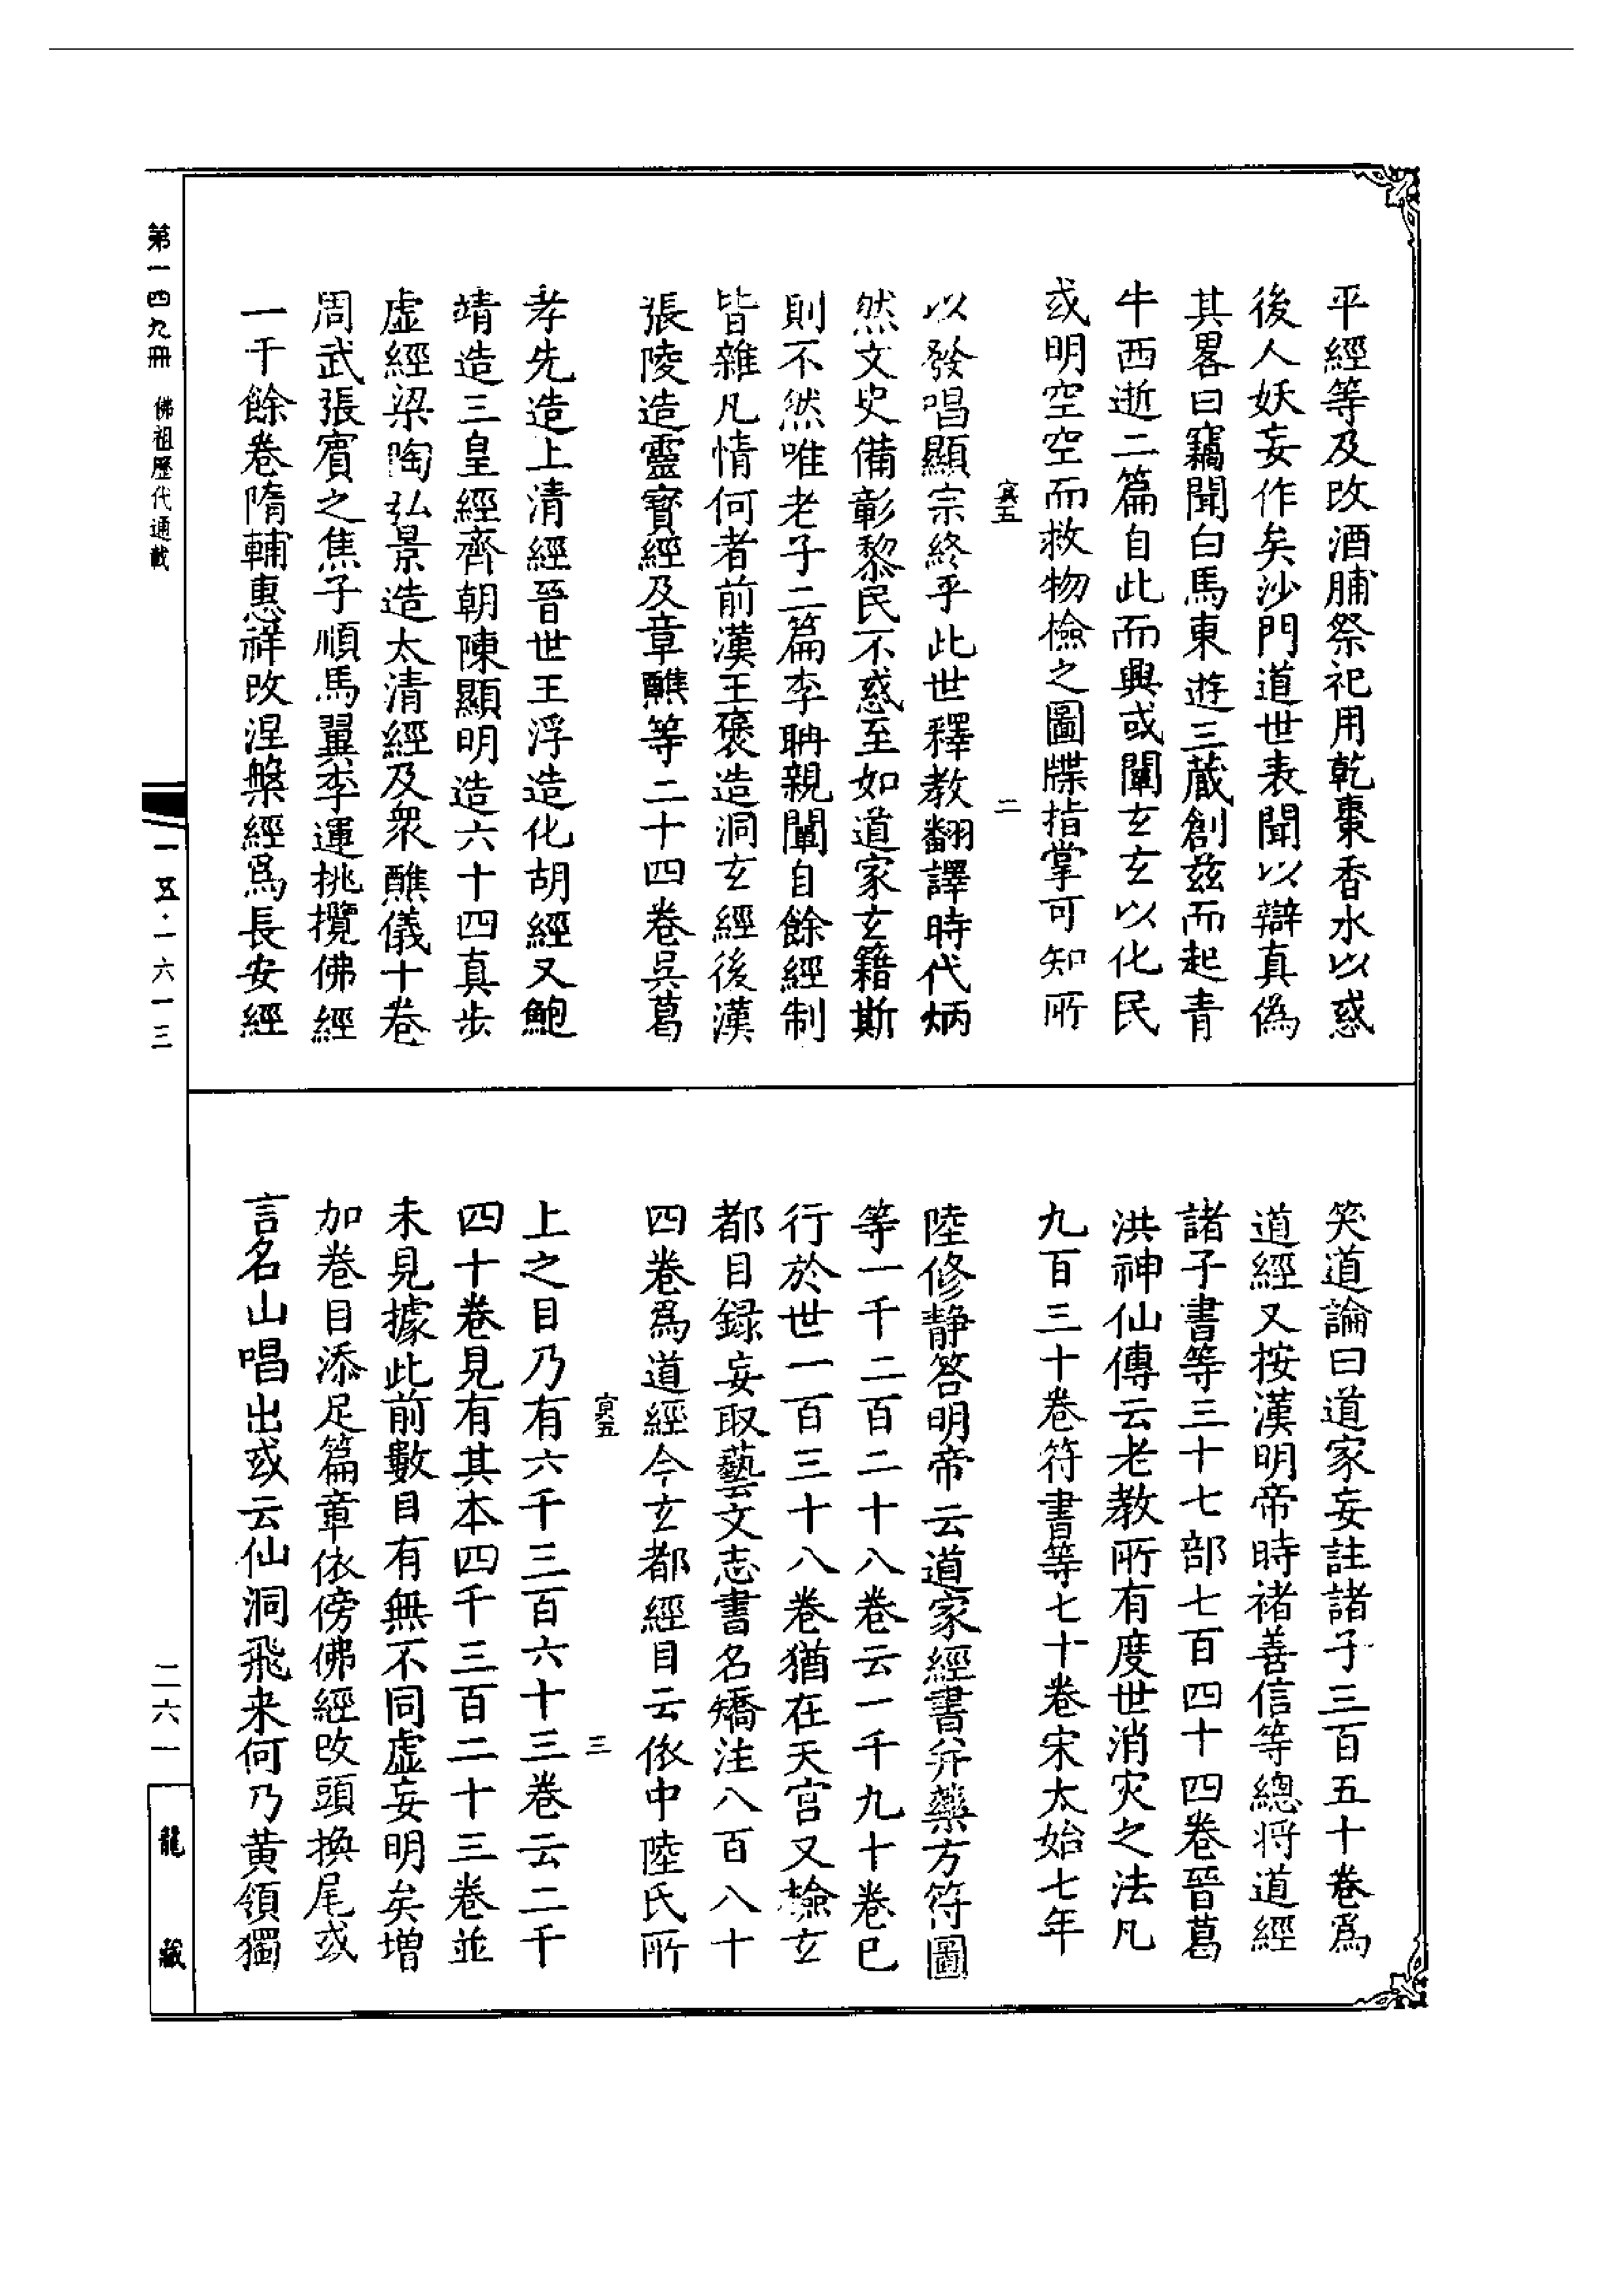 平經等及改酒脯祭祀用乾棗香水以惑
後人妖妄作矣沙門道世表聞以辯真偽
其畧曰竊聞白馬東遊三藏創茲而起青
牛西逝二篇自此而興或闡玄玄以化民
或明空空而救物檢之圖牒指掌可知所
㝠五 二
以發唱顯宗終乎此世釋教翻譯時代炳
然文史備彰黎民不惑至如道家玄籍斯
則不然唯老子二篇李聃親闡自餘經制
皆雜凡情何者前漢王褒造洞玄經後漢
張陵造靈寳經及章醮等二十四卷吳葛
孝先造上清經晉世王浮造化胡經又鮑
靖造三皇經齊朝陳顯明造六十四真步
虛經梁陶弘景造太清經及衆醮儀十卷
周武張賓之焦子順馬翼李運挑攬佛經
一千餘卷隋輔惠祥改涅槃經爲長安經
笑道論曰道家妄註諸子三百五十卷爲
道經又按漢明帝時禇善信等總將道經
諸子書等三十七部七百四十四卷晉葛
洪神仙傳云老教所有度世消灾之法凡
九百三十卷符書等七十卷宋太始七年
陸修靜答明帝云道家經書并藥方符圖
等一千二百二十八卷云一千九十卷已
行於世一百三十八卷猶在天宫又檢玄
都目録妄取藝文志書名矯注八百八十
四卷爲道經今玄都經目云依中陸氏所
㝠五 三
上之目乃有六千三百六十三卷云二千
四十卷見有其本四千三百二十三卷並
未見據此前數目有無不同虛妄明矣增
加卷目添足篇章依傍佛經改頭換尾或
言名山唱出或云仙洞飛来何乃黄領獨
第一四九冊 佛祖歷代通載
一五·一六一三
二六一
龍藏